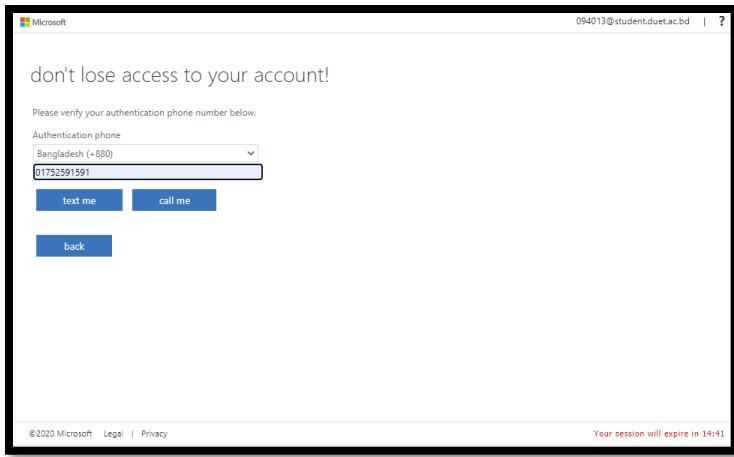 Microsoft 094013@student.duet.ac.bd | ?
don't lose access to your account!
Please verify your authentication phone number below.
Authentication phone
Bangladesh (+880)
01752591591
text me call me
back
©2020 Microsoft Legal | Privacy Your session will expire in 14:41